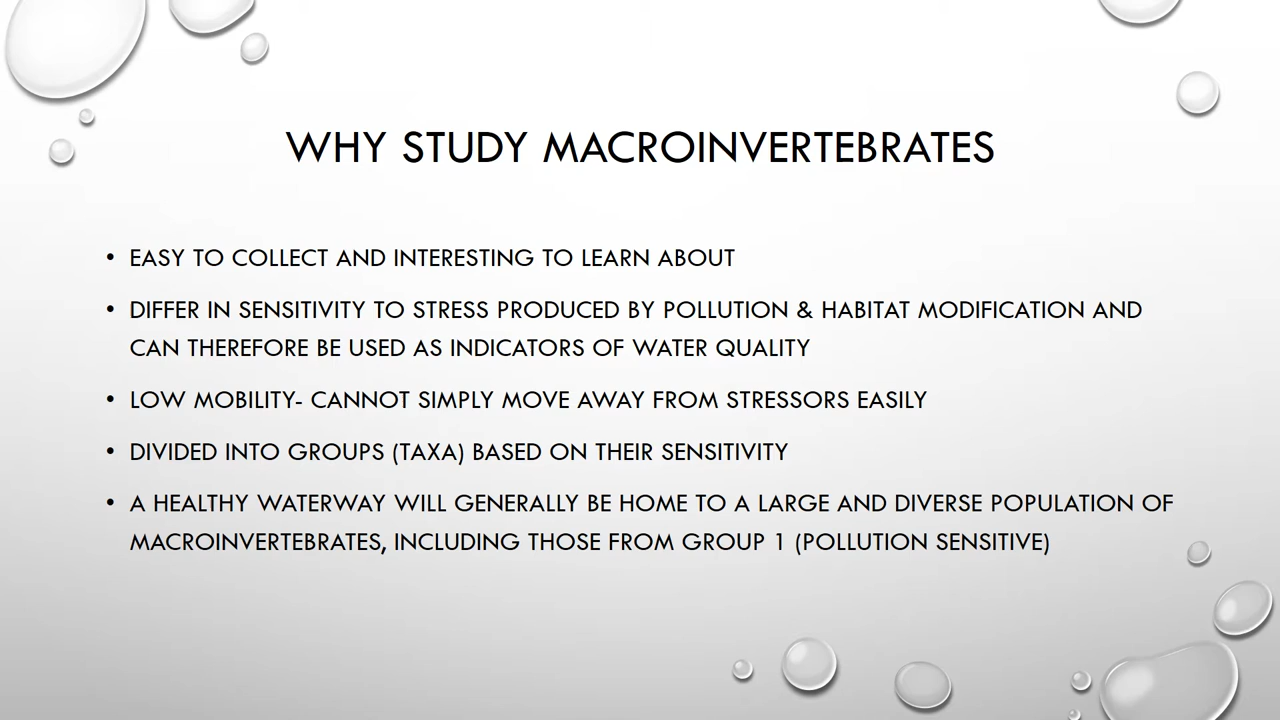 WHY STUDY MACROINVERTEBRATES
• EASY TO COLLECT AND INTERESTING TO LEARN ABOUT
• DIFFER IN SENSITIVITY TO STRESS PRODUCED BY POLLUTION & HABITAT MODIFICATION AND
CAN THEREFORE BE USED AS INDICATORS OF WATER QUALITY
• LOW MOBILITY- CANNOT SIMPLY MOVE AWAY FROM STRESSORS EASILY
• DIVIDED INTO GROUPS (TAXA) BASED ON THEIR SENSITIVITY
• A HEALTHY WATERWAY WILL GENERALLY BE HOME TO A LARGE AND DIVERSE POPULATION OF
MACROINVERTEBRATES, INCLUDING THOSE FROM GROUP 1 (POLLUTION SENSITIVE)